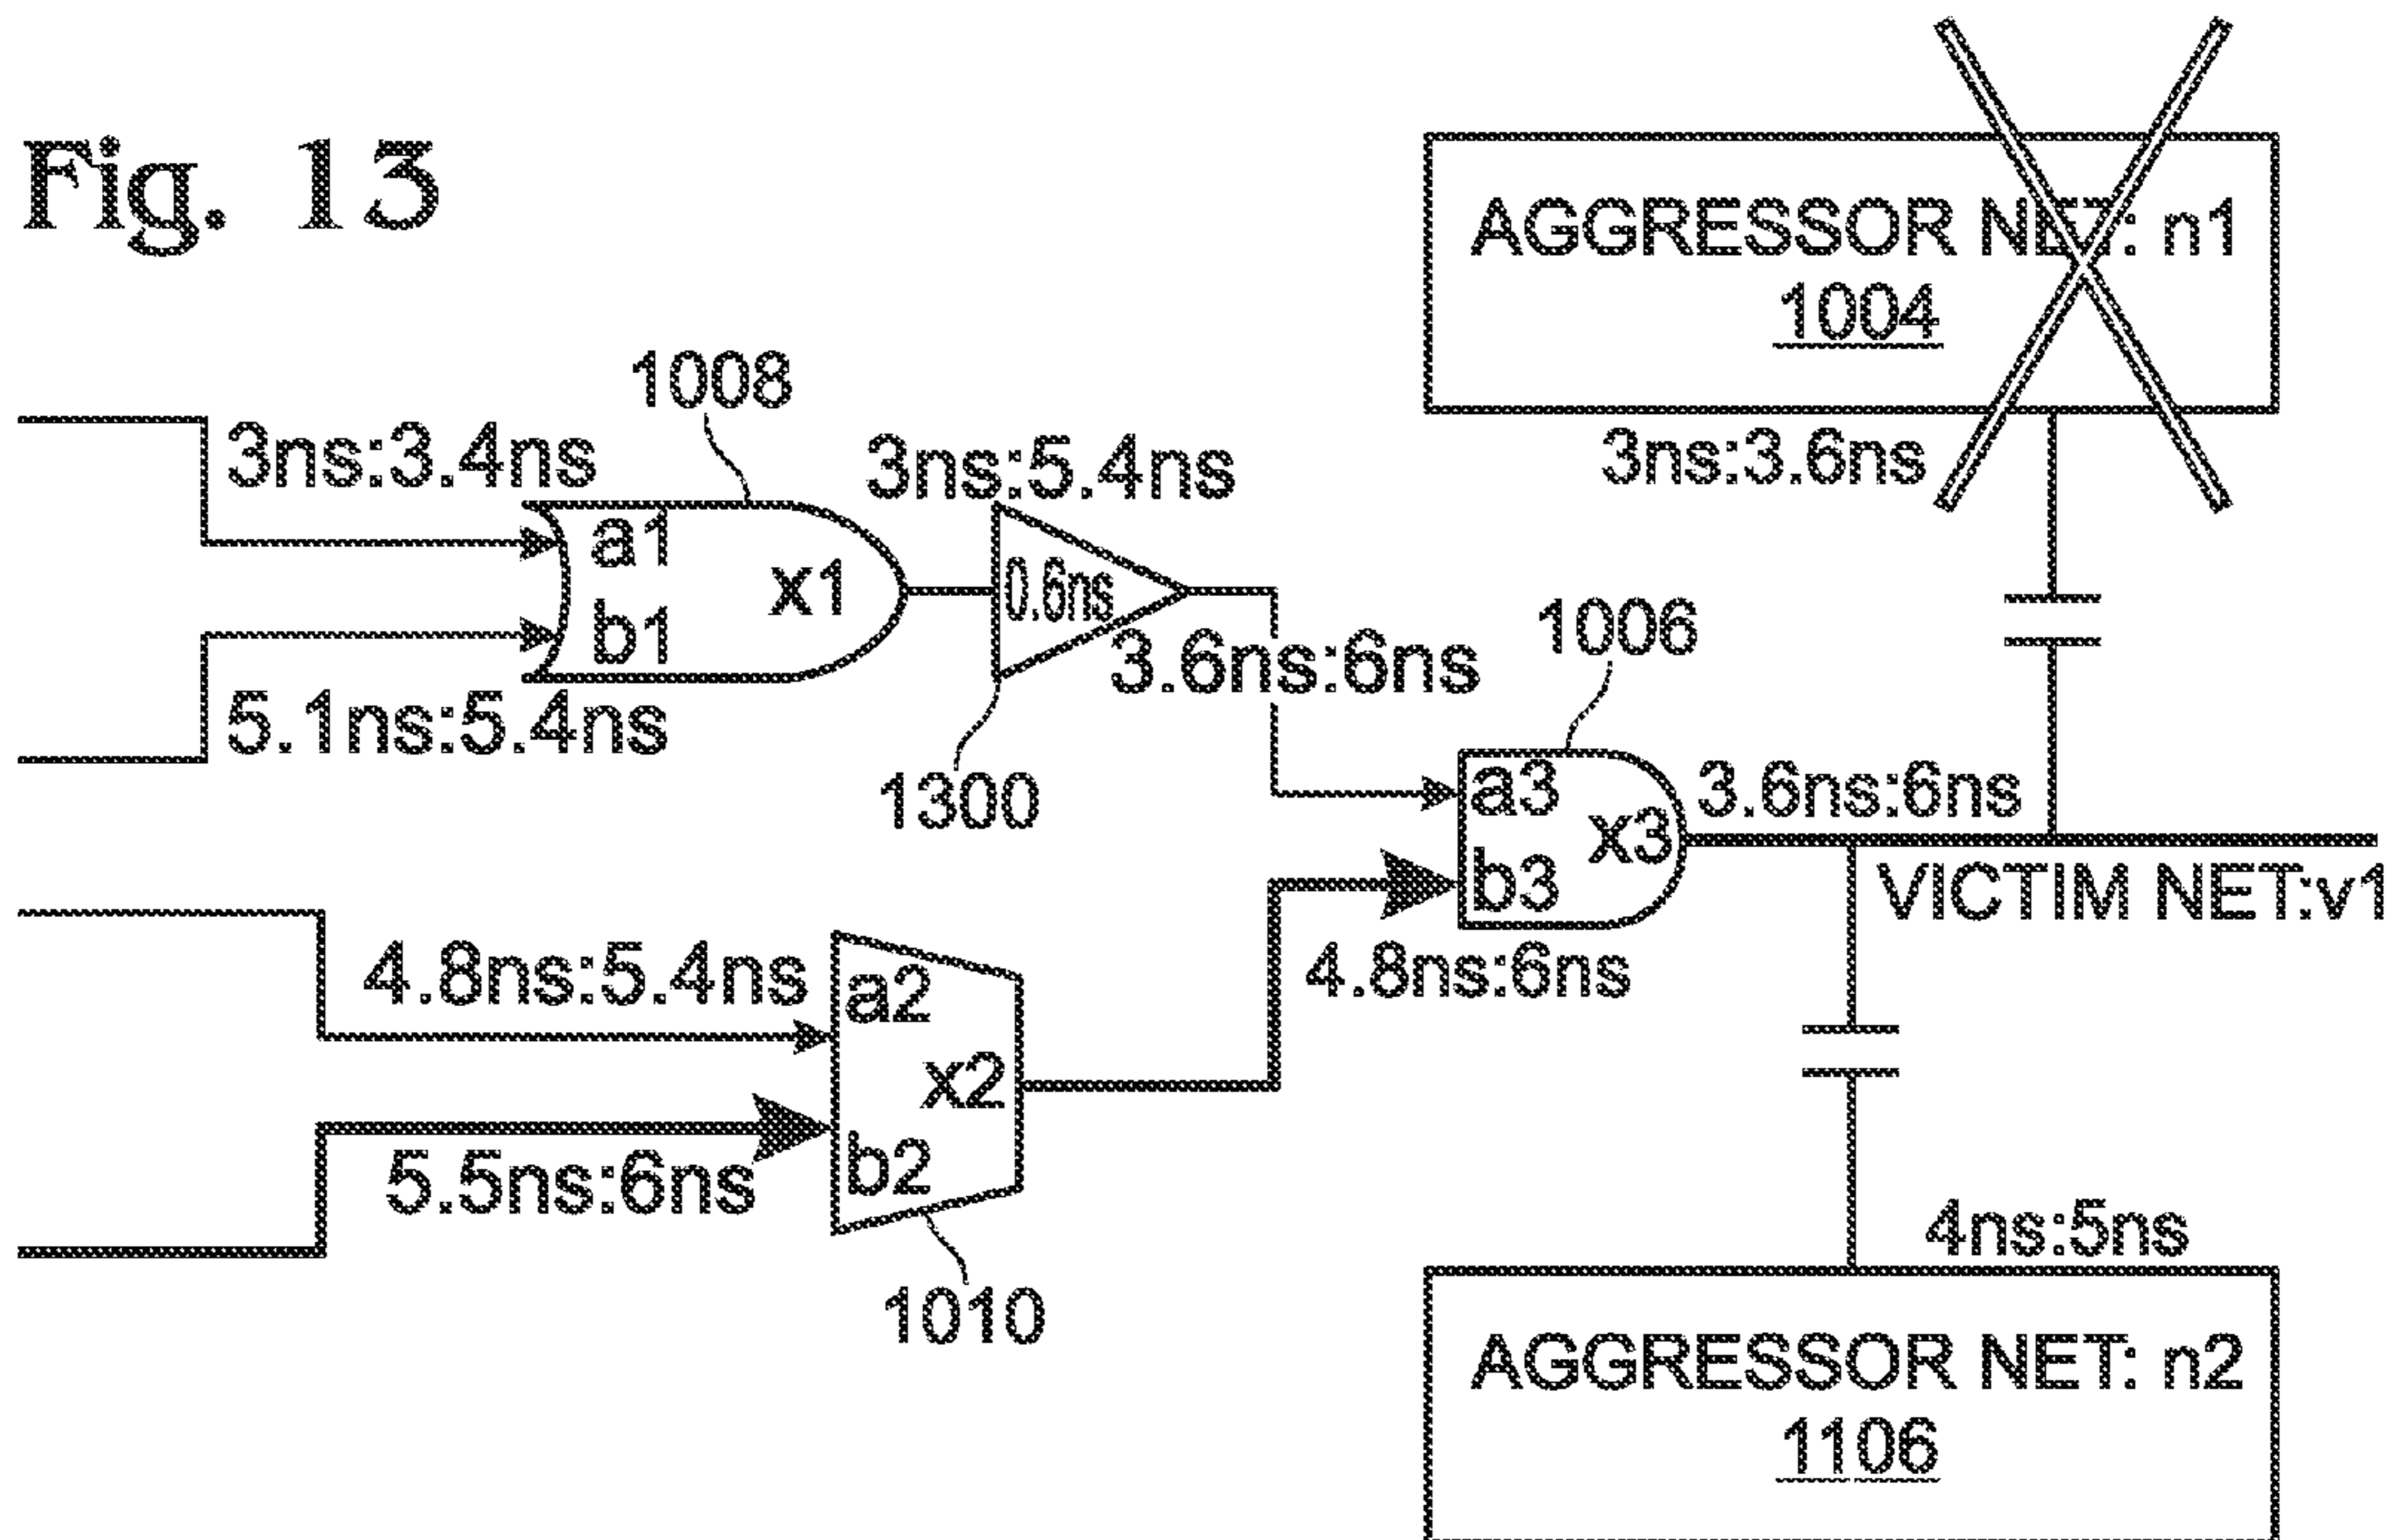 Fig. 13
AGGRESSOR NET: n1
1004
3ns:3.6ns
1008
3ns:3.4ns
3ns:5.4ns
a1
x1
b1
0.6ns
5.1ns:5.4ns
3.6ns:6ns
1300
1006
a3
x3
b3
3.6ns:6ns
VICTIM NET:v1
4.8ns:5.4ns
4.8ns:6ns
a2
x2
b2
5.5ns:6ns
1010
4ns:5ns
AGGRESSOR NET: n2
1106